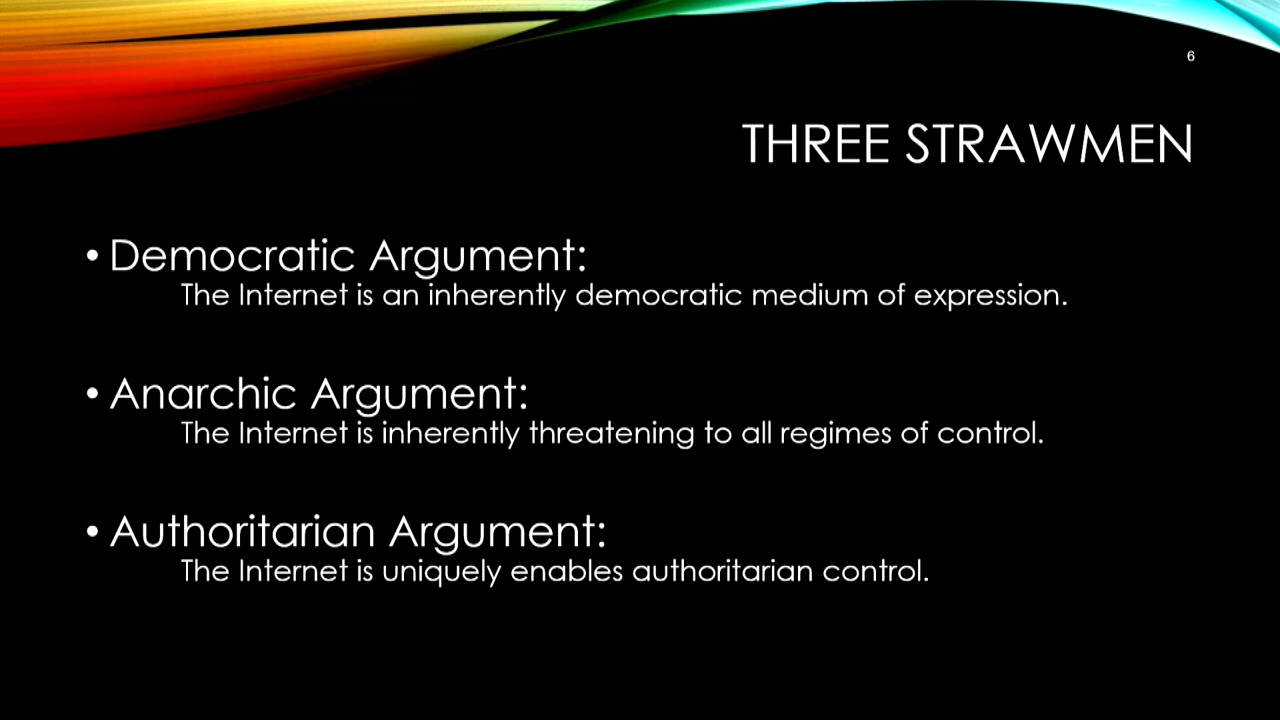 6
THREE STRAWMEN
• Democratic Argument:
The Internet is an inherently democratic medium of expression.
• Anarchic Argument:
The Internet is inherently threatening to all regimes of control.
• Authoritarian Argument:
The Internet is uniquely enables authoritarian control.